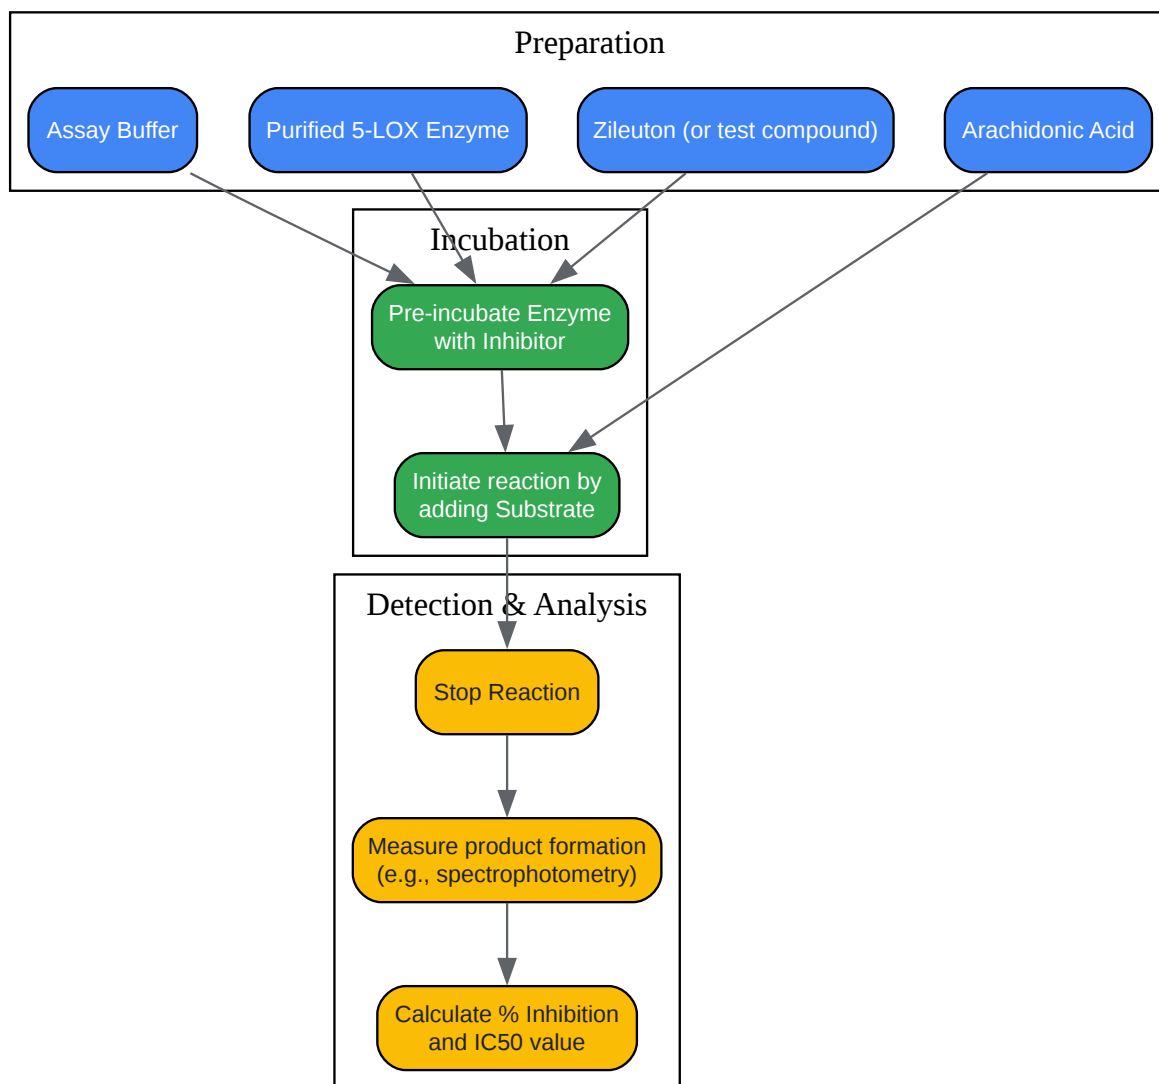 Preparation
Assay Buffer
Purified 5-LOX Enzyme
Zileuton (or test compound)
Arachidonic Acid
Incubation
Pre-incubate Enzyme
with Inhibitor
Initiate reaction by
adding Substrate
Detection & Analysis
Stop Reaction
Measure product formation
(e.g., spectrophotometry)
Calculate % Inhibition
and IC50 value